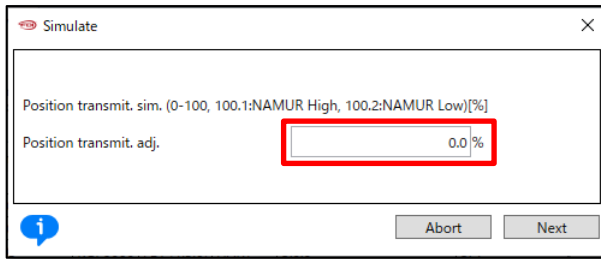 Simulate
Position transmit. sim. (0-100, 100.1:NAMUR High, 100.2:NAMUR Low)[%]
Position transmit. adj. 0.0 %
Abort Next